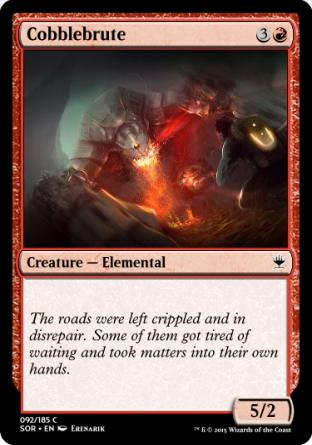 Cobblebrute 3
Creature — Elemental
The roads were left crippled and in
disrepair. Some of them got tired of
waiting and took matters into their own
hands.
5/2
092/185 C
SOR • EN Erenarik
™ & © 2015 Wizards of the Coast